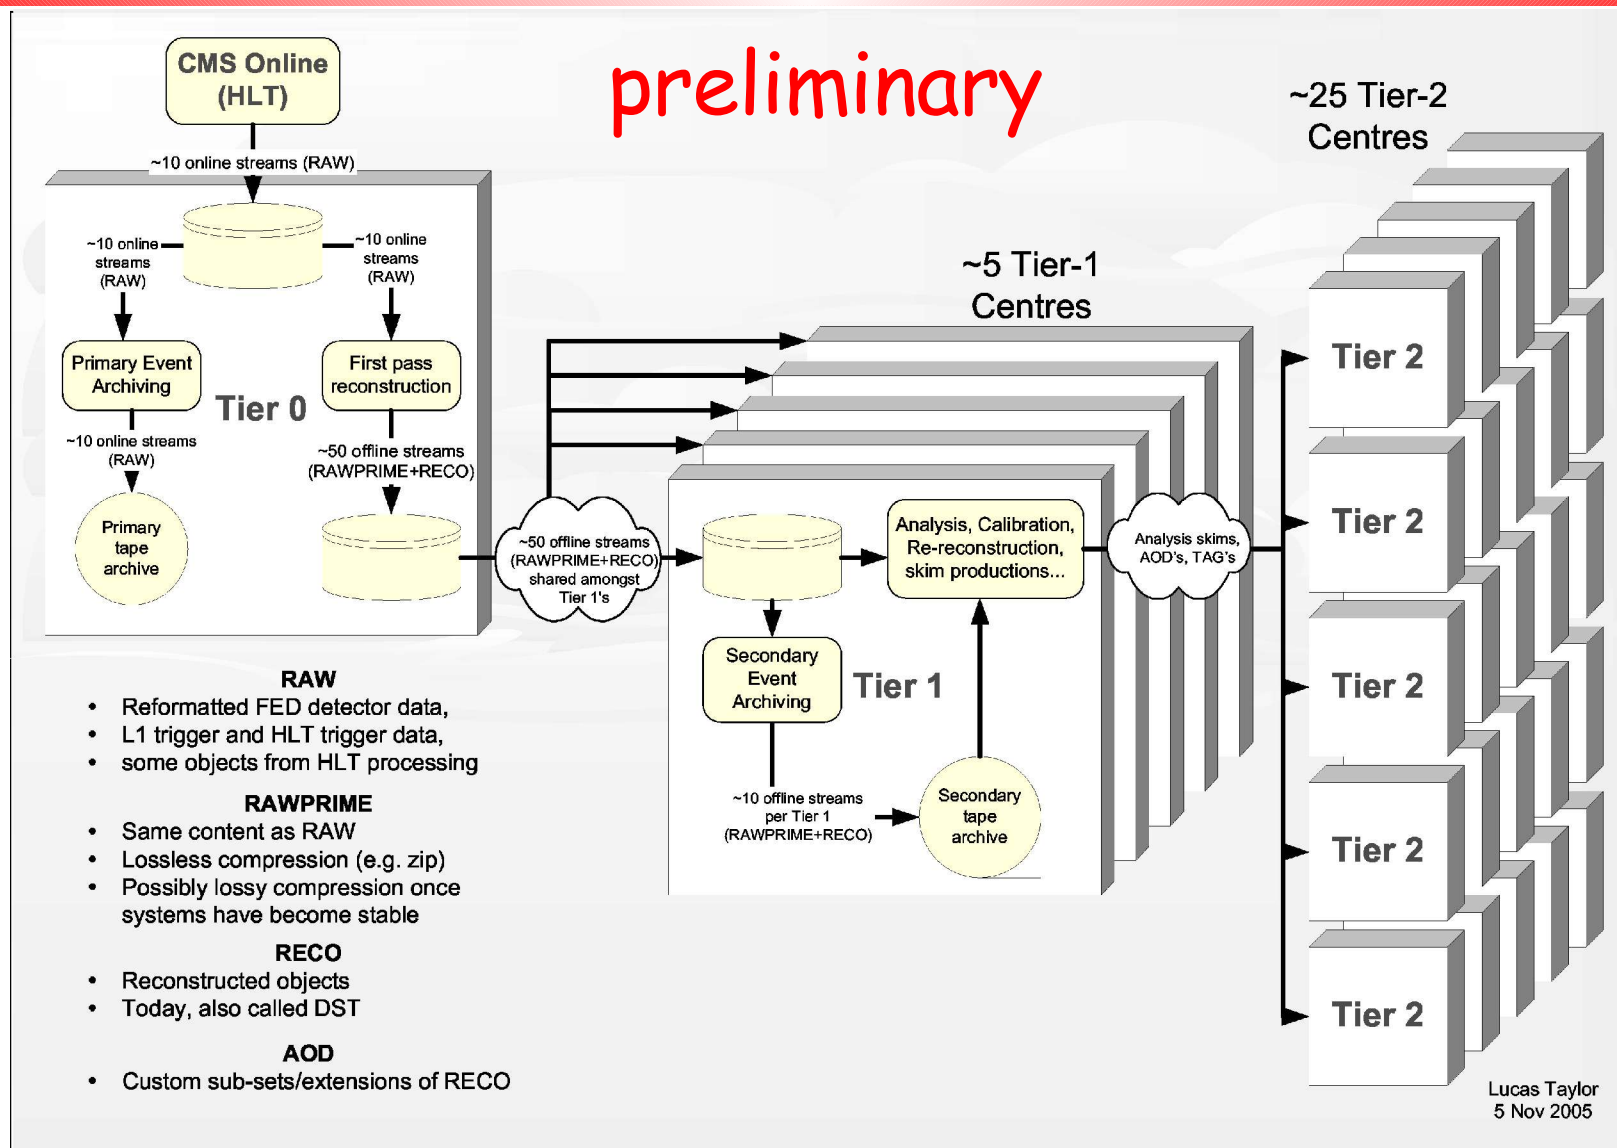 preliminary
CMS Online
(HLT)
~10 online streams (RAW)
~10 online
streams
(RAW)
~10 online
streams
(RAW)
Primary Event
Archiving
First pass
reconstruction
Tier 0
~10 online streams
(RAW)
~50 offline streams
(RAWPRIME+RECO)
Primary
tape
archive
~50 offline streams
(RAWPRIME+RECO)
shared amongst
Tier 1's
~5 Tier-1
Centres
Analysis, Calibration,
Re-reconstruction,
skim productions...
Secondary
Event
Archiving
Tier 1
~10 offline streams
per Tier 1
(RAWPRIME+RECO)
Secondary
tape
archive
Analysis skims,
AOD's, TAG's
~25 Tier-2
Centres
Tier 2
Tier 2
Tier 2
Tier 2
Tier 2
RAW
• Reformatted FED detector data,
• L1 trigger and HLT trigger data,
• some objects from HLT processing
RAWPRIME
• Same content as RAW
• Lossless compression (e.g. zip)
• Possibly lossy compression once
systems have become stable
RECO
• Reconstructed objects
• Today, also called DST
AOD
• Custom sub-sets/extensions of RECO
Lucas Taylor
5 Nov 2005